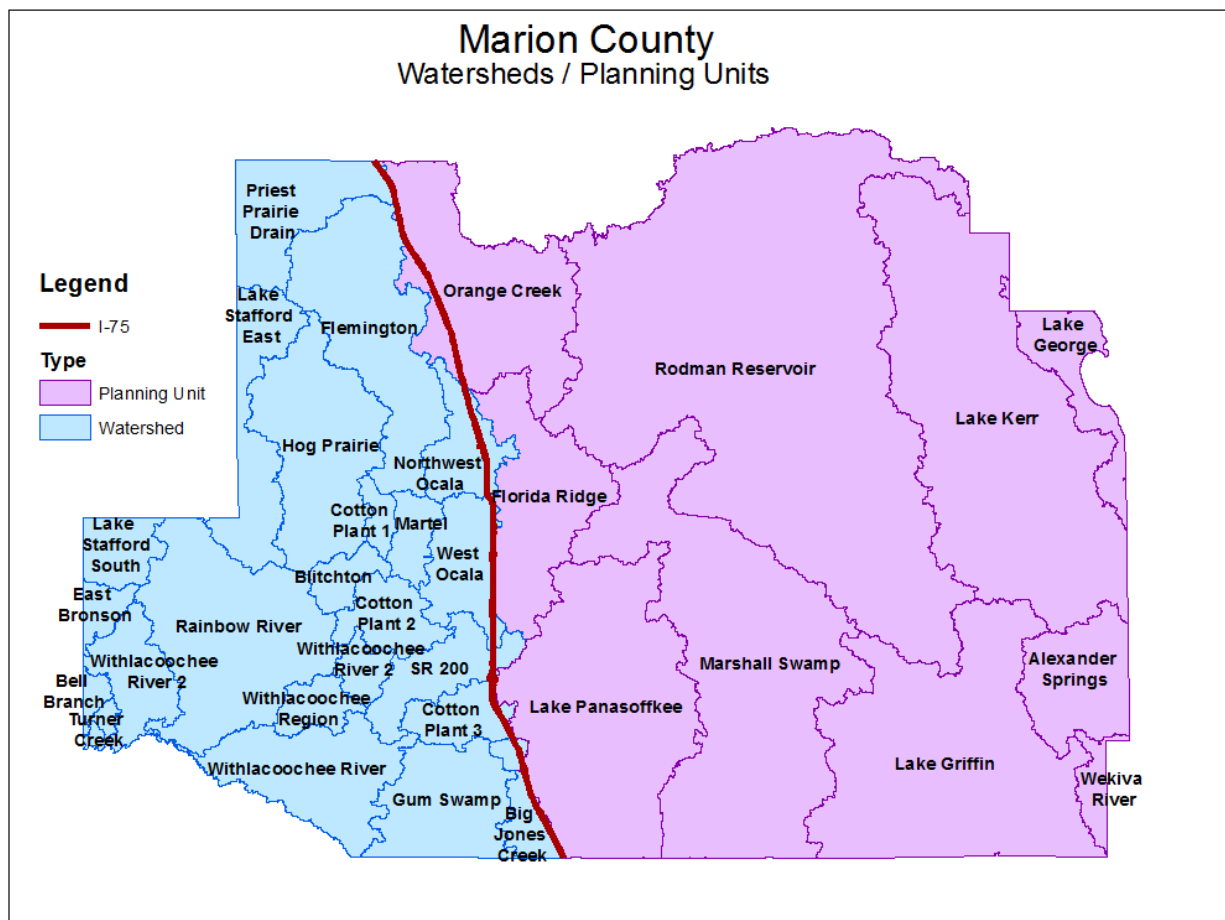 Marion County
Watersheds / Planning Units
Legend
I-75
Type
Planning Unit
Watershed
Priest
Prairie
Drain
Lake
Stafford
East
Flemington
Orange Creek
Rodman Reservoir
Lake
George
Lake Kerr
Hog Prairie
Northwest
Ocala
Florida Ridge
Cotton
Plant 1
Martel
West
Ocala
Lake
Stafford
South
East
Bronson
Blitchton
Cotton
Plant 2
Rainbow River
Withlacoochee
River 2
Withlacoochee
River 2
SR 200
Bell
Branch
Turner
Creek
Withlacoochee
Region
Cotton
Plant 3
Lake Panasoffkee
Marshall Swamp
Alexander
Springs
Withlacoochee River
Gum Swamp
Big
Jones
Creek
Lake Griffin
Wekiva
River